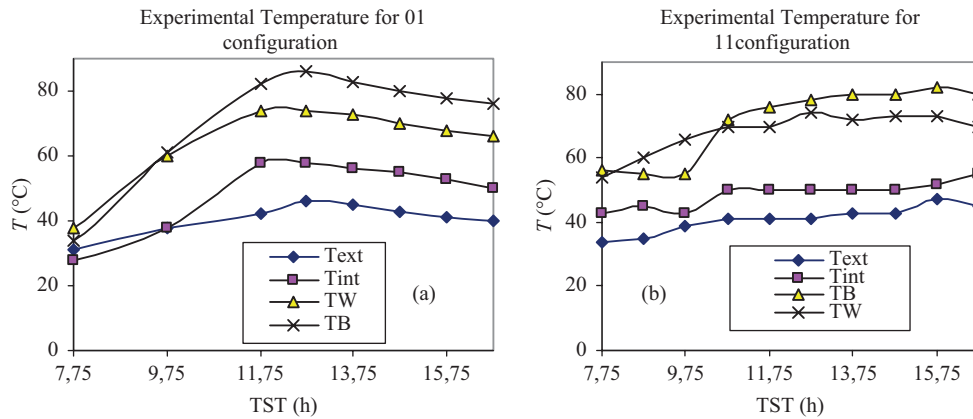 Experimental Temperature for 01
configuration
80
60
40
20
0
T (°C)
7,75
9,75
11,75
13,75
15,75
TST (h)
Text
Tint
TW
TB
(a)
Experimental Temperature for
11configuration
80
60
40
20
0
T (°C)
7,75
9,75
11,75
13,75
15,75
TST (h)
Text
Tint
TB
TW
(b)